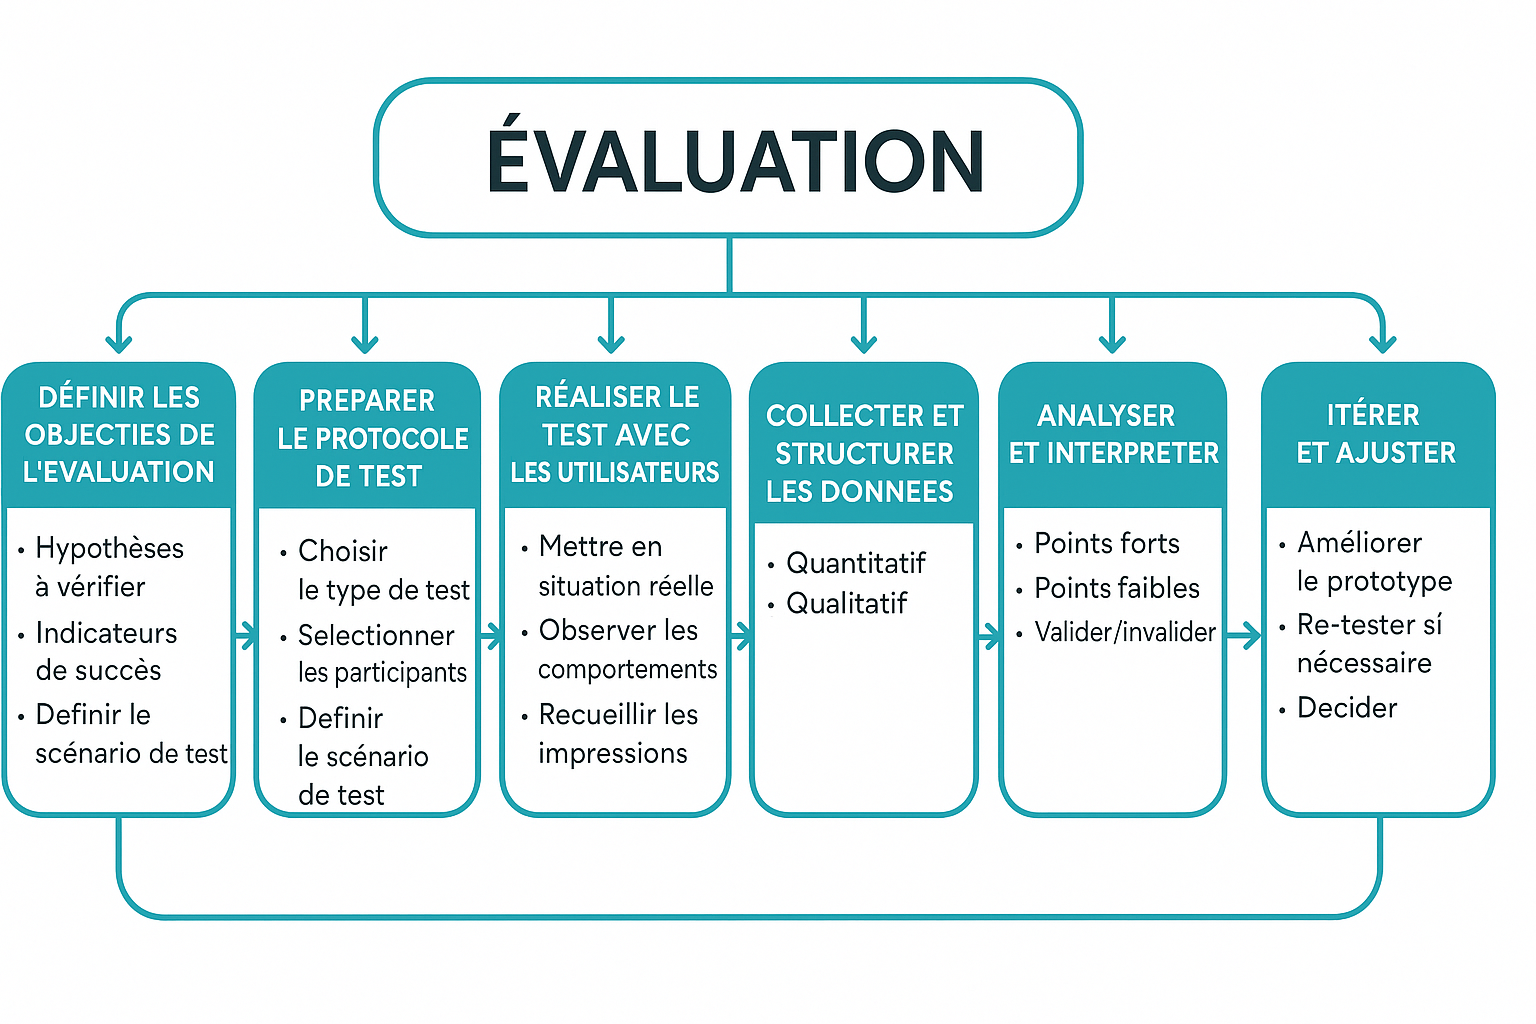 ÉVALUATION
DÉFINIR LES
OBJECTIES DE
L'EVALUATION
• Hypothèses
à vérifier
• Indicateurs
de succès
• Definir le
scénario de test
PREPARER
LE PROTOCOLE
DE TEST
• Choisir
le type de test
• Selectionner
les participants
• Definir
le scénario
de test
RÉALISER LE
TEST AVEC
LES UTILISATEURS
• Mettre en
situation réelle
• Observer les
comportements
• Recueillir les
impressions
COLLECTER ET
STRUCTURER
LES DONNEES
• Quantitatif
• Qualitatif
ANALYSER
ET INTERPRETER
• Points forts
• Points faibles
• Valider/invalider
ITÉRER
ET AJUSTER
• Améliorer
le prototype
• Re-tester sí
nécessaire
• Decider